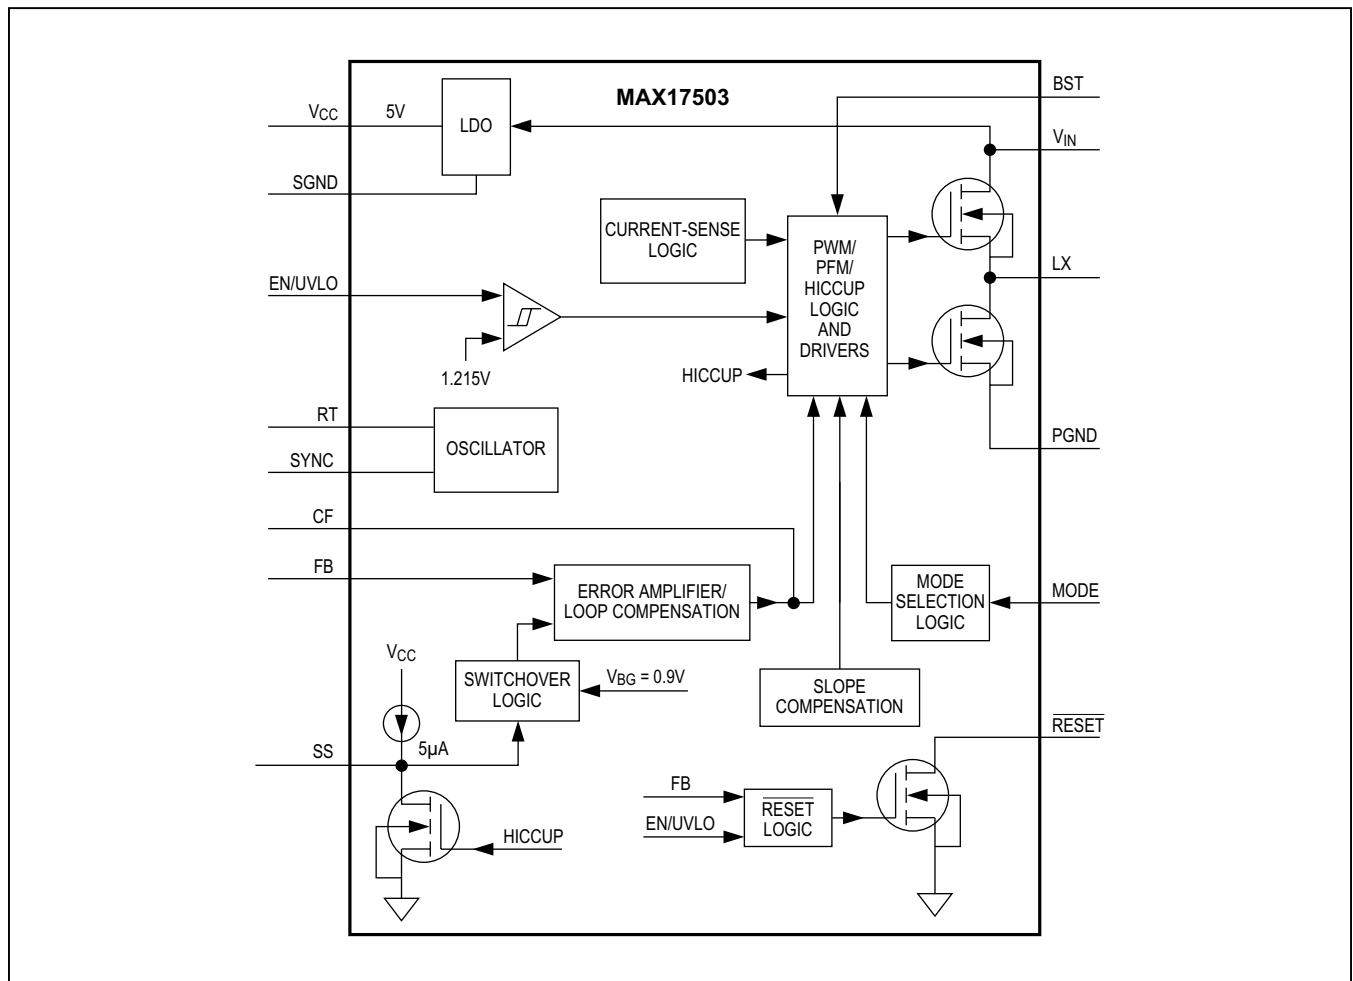 MAX17503
BST
VCC
5V
LDO
VIN
SGND
CURRENT-SENSE
LOGIC
PWM/
PFM/
HICCUP
LOGIC
AND
DRIVERS
LX
EN/UVLO
1.215V
HICCUP
RT
OSCILLATOR
SYNC
PGND
CF
FB
ERROR AMPLIFIER/
LOOP COMPENSATION
MODE
SELECTION
LOGIC
MODE
VCC
SWITCHOVER
LOGIC
VBG = 0.9V
SLOPE
COMPENSATION
RESET
SS
5µA
FB
EN/UVLO
RESET
LOGIC
HICCUP